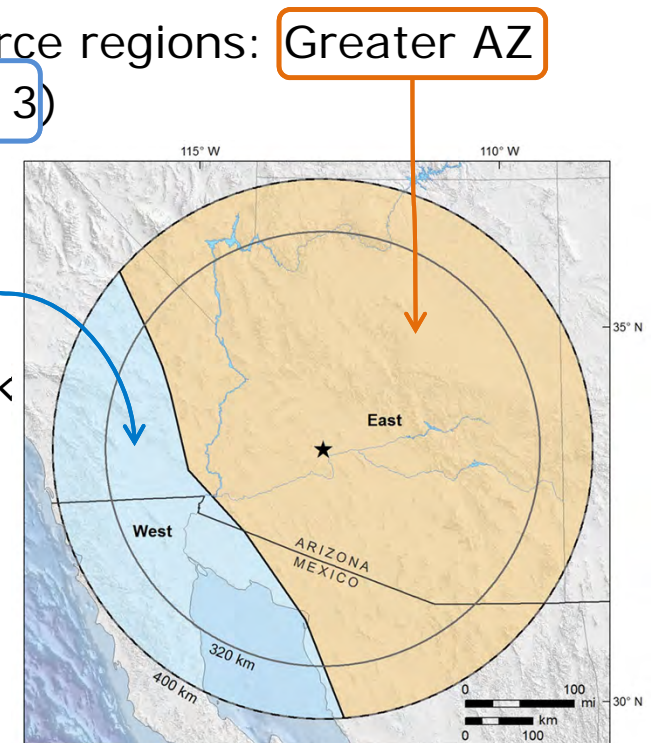 rce regions: Greater AZ
3)
115° W
110° W
35° N
East
West
ARIZONA
MEXICO
320 km
400 km
0 100
mi
km
0 100
30° N